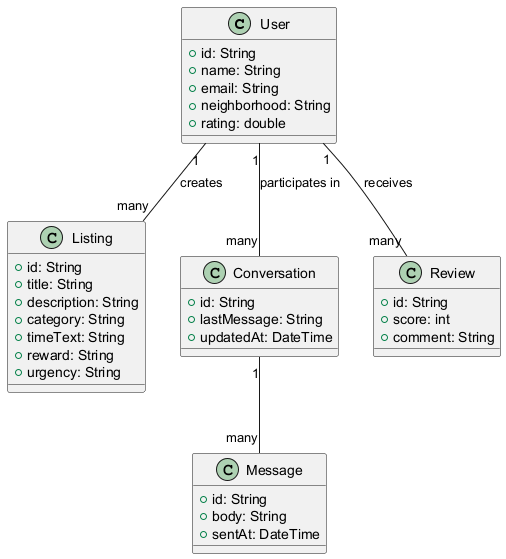 C User
id: String
name: String
email: String
neighborhood: String
rating: double
1
1
1
creates
participates in
receives
many
many
many
C Listing
id: String
title: String
description: String
category: String
timeText: String
reward: String
urgency: String
C Conversation
id: String
lastMessage: String
updatedAt: DateTime
C Review
id: String
score: int
comment: String
1
many
C Message
id: String
body: String
sentAt: DateTime